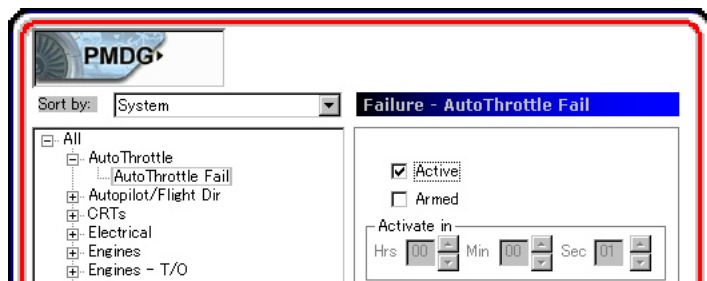 PMDG
Sort by: System
Failure - AutoThrottle Fail
All
AutoThrottle
AutoThrottle Fail
Autopilot/Flight Dir
CRTs
Electrical
Engines
Engines - T/O
Active
Armed
Activate in
Hrs 00 Min 00 Sec 01